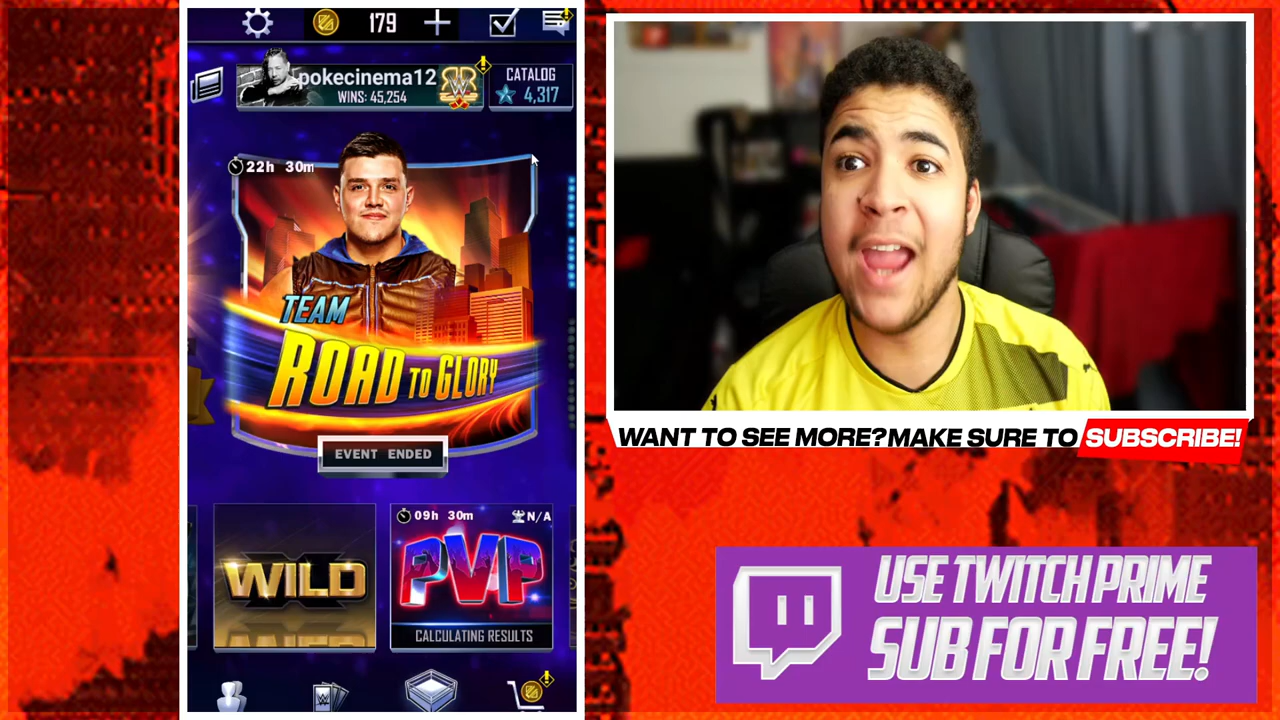 179
pokecinema12
WINS: 45,254
CATALOG
4,317
22h 30m
TEAM
ROAD TO GLORY
EVENT ENDED
WILD
09h 30m
N/A
PVP
CALCULATING RESULTS
WANT TO SEE MORE? MAKE SURE TO SUBSCRIBE!
USE TWITCH PRIME
SUB FOR FREE!